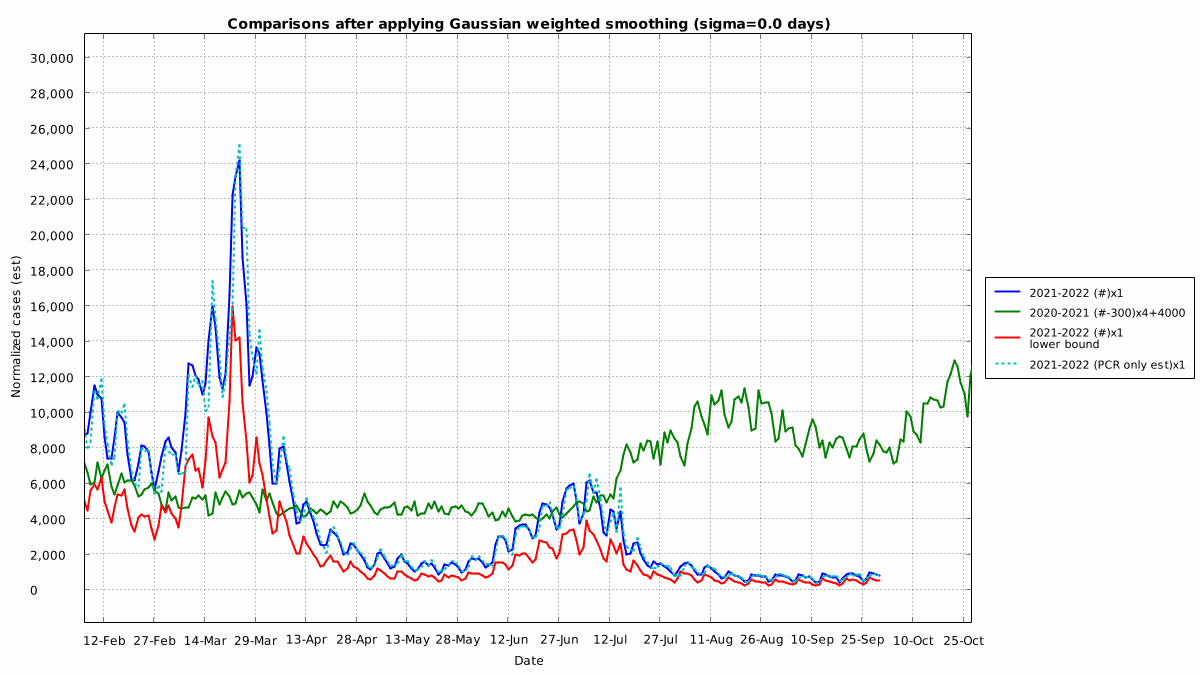 Comparisons after applying Gaussian weighted smoothing (sigma=0.0 days)
30,000
28,000
26,000
24,000
22,000
20,000
18,000
16,000
14,000
12,000
10,000
8,000
6,000
4,000
2,000
0
Normalized cases (est)
12-Feb 27-Feb 14-Mar 29-Mar 13-Apr 28-Apr 13-May 28-May 12-Jun 27-Jun 12-Jul 27-Jul 11-Aug 26-Aug 10-Sep 25-Sep 10-Oct 25-Oct
Date
2021-2022 (#)x1
2020-2021 (#-300)x4+4000
2021-2022 (#)x1
lower bound
2021-2022 (PCR only est)x1